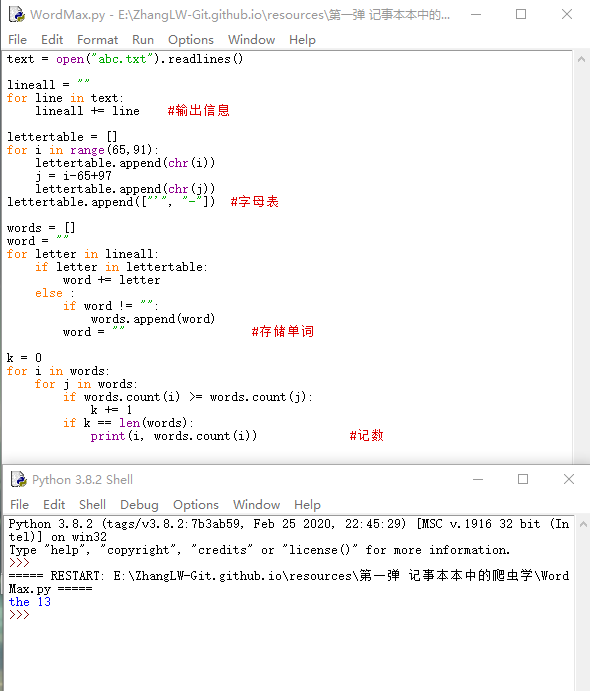 WordMax.py - E:\ZhangLW-Git.github.io\resources\第一弹 记事本本中的...
File Edit Format Run Options Window Help
text = open("abc.txt").readlines()
lineall = ""
for line in text:
    lineall += line    #输出信息
lettertable = []
for i in range(65,91):
    lettertable.append(chr(i))
    j = i-65+97
    lettertable.append(chr(j))
lettertable.append(["'", "-"])  #字母表
words = []
word = ""
for letter in lineall:
    if letter in lettertable:
        word += letter
    else :
        if word != "":
            words.append(word)
        word = ""                  #存储单词
k = 0
for i in words:
    for j in words:
        if words.count(i) >= words.count(j):
            k += 1
        if k == len(words):
            print(i, words.count(i))             #记数
Python 3.8.2 Shell
File Edit Shell Debug Options Window Help
Python 3.8.2 (tags/v3.8.2:7b3ab59, Feb 25 2020, 22:45:29) [MSC v.1916 32 bit (In
tel)] on win32
Type "help", "copyright", "credits" or "license()" for more information.
>>>
===== RESTART: E:\ZhangLW-Git.github.io\resources\第一弹 记事本本中的爬虫学\Word
Max.py =====
the 13
>>>